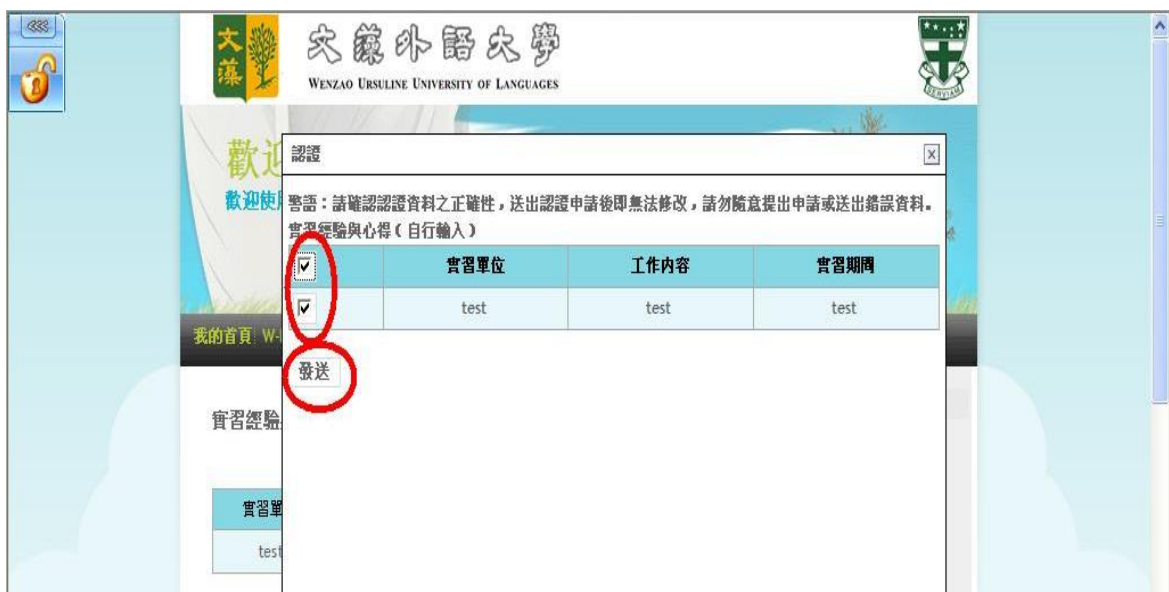 文藻
文藻外語大學
WENZAO URSULINE UNIVERSITY OF LANGUAGES
SERVIAM
歡迎
歡迎使用
認證
警語：請確認認證資料之正確性，送出認證申請後即無法修改，請勿隨意提出申請或送出錯誤資料。
實習經驗與心得(自行輸入)
實習單位 工作內容 實習期間
test test test
我的首頁 W-
發送
實習經驗
實習單
test